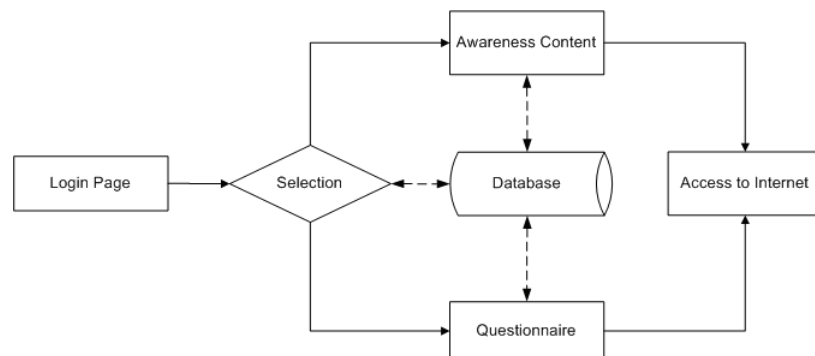 Awareness Content
Login Page
Selection
Database
Access to Internet
Questionnaire